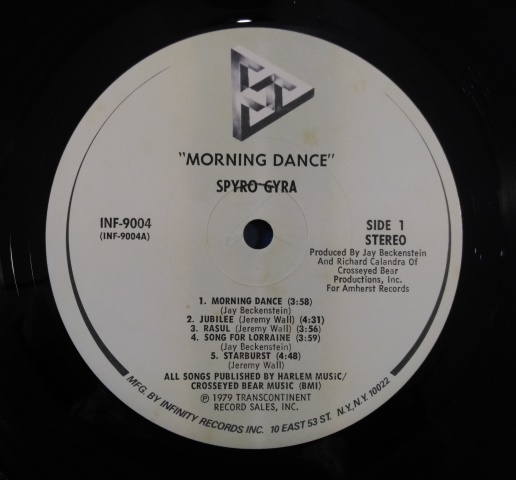 "MORNING DANCE"
SPYRO GYRA
INF-9004
(INF-9004A)
SIDE 1
STEREO
Produced By Jay Beckenstein
And Richard Calandra Of
Crosseyed Bear
Productions, Inc.
For Amherst Records
1. MORNING DANCE (3:58)
(Jay Beckenstein)
2. JUBILEE (Jeremy Wall) (4:31)
3. RASUL (Jeremy Wall) (3:56)
4. SONG FOR LORRAINE (3:59)
(Jay Beckenstein)
5. STARBURST (4:48)
(Jeremy Wall)
ALL SONGS PUBLISHED BY HARLEM MUSIC/
CROSSEYED BEAR MUSIC (BMI)
℗ 1979 TRANSCONTINENT
RECORD SALES, INC.
MFG. BY INFINITY RECORDS INC. 10 EAST 53 ST. N.Y., N.Y. 10022